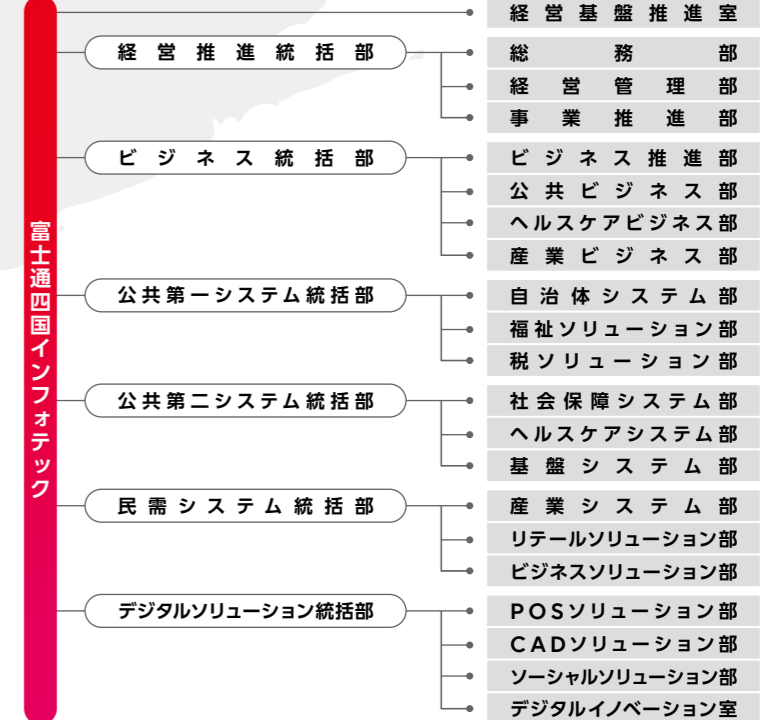 富士通四国インフォテック
経営基盤推進室
経営推進統括部
総務部
経営管理部
事業推進部
ビジネス統括部
ビジネス推進部
公共ビジネス部
ヘルスケアビジネス部
産業ビジネス部
公共第一システム統括部
自治体システム部
福祉ソリューション部
税ソリューション部
公共第二システム統括部
社会保障システム部
ヘルスケアシステム部
基盤システム部
民需システム統括部
産業システム部
リテールソリューション部
ビジネスソリューション部
デジタルソリューション統括部
POSソリューション部
CADソリューション部
ソーシャルソリューション部
デジタルイノベーション室